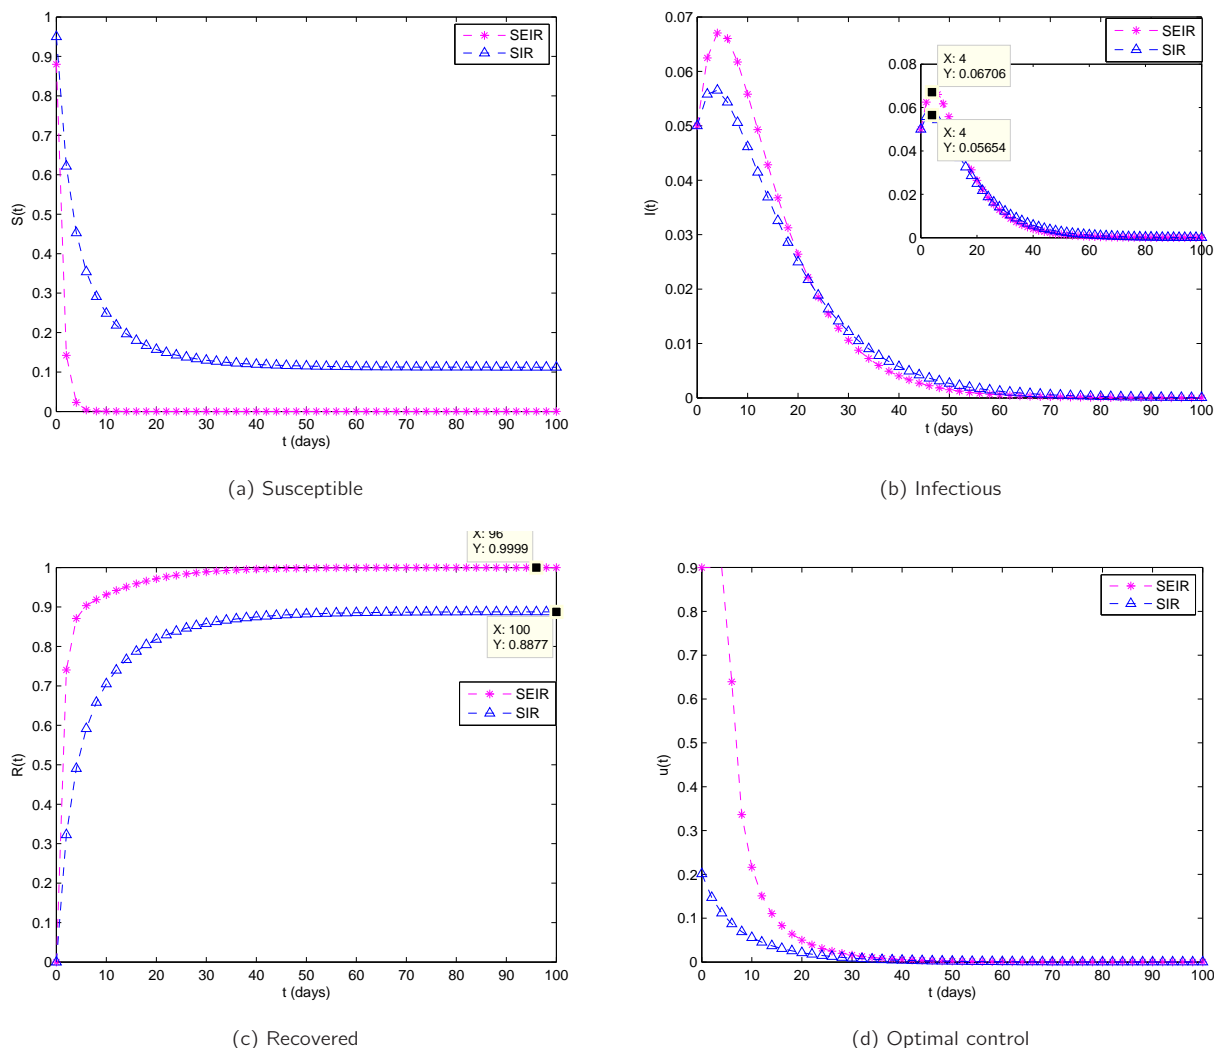 SEIR
SIR
1
0.9
0.8
0.7
0.6
0.5
0.4
0.3
0.2
0.1
0
S(t)
0 10 20 30 40 50 60 70 80 90 100
t (days)
(a) Susceptible
SEIR
SIR
0.07
0.06
0.05
0.04
0.03
0.02
0.01
0
I(t)
0.08
0.06
0.04
0.02
0
X: 4
Y: 0.06706
X: 4
Y: 0.05654
0 20 40 60 80 100
0 10 20 30 40 50 60 70 80 90 100
t (days)
(b) Infectious
X: 96
Y: 0.9999
1
0.9
0.8
0.7
0.6
0.5
0.4
0.3
0.2
0.1
0
R(t)
X: 100
Y: 0.8877
SEIR
SIR
0 10 20 30 40 50 60 70 80 90 100
t (days)
(c) Recovered
SEIR
SIR
0.9
0.8
0.7
0.6
0.5
0.4
0.3
0.2
0.1
0
u(t)
0 10 20 30 40 50 60 70 80 90 100
t (days)
(d) Optimal control